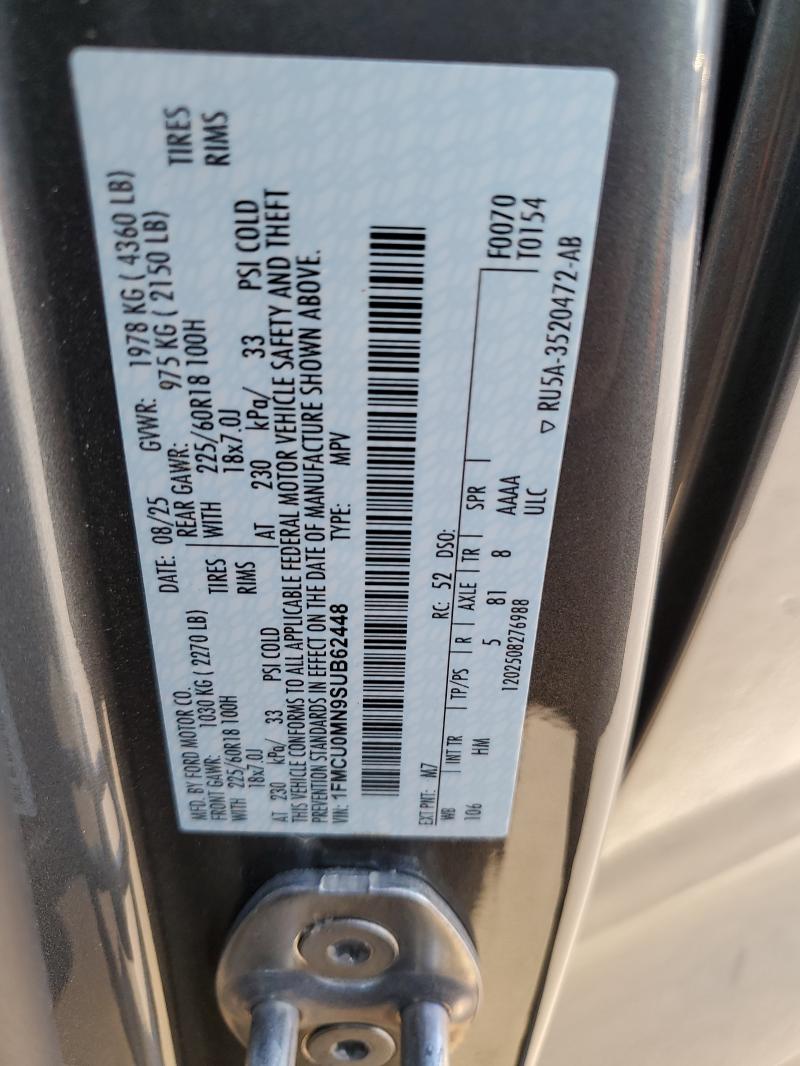 MFD. BY FORD MOTOR CO.
DATE: 08/25 GVWR: 1978 KG ( 4360 LB)
FRONT GAWR: 1030 KG ( 2270 LB) REAR GAWR: 975 KG ( 2150 LB)
WITH 225/60R18 100H TIRES WITH 225/60R18 100H TIRES
18x7.0J RIMS 18x7.0J RIMS
AT 230 kPa/ 33 PSI COLD AT 230 kPa/ 33 PSI COLD
THIS VEHICLE CONFORMS TO ALL APPLICABLE FEDERAL MOTOR VEHICLE SAFETY AND THEFT
PREVENTION STANDARDS IN EFFECT ON THE DATE OF MANUFACTURE SHOWN ABOVE.
VIN: 1FMCU0MN9SUB62448 TYPE: MPV
EXT PNT: M7 RC: 52 DSO:
WB INT TR TP/PS R AXLE TR SPR F0070
106 HM 5 81 8 AAAA T0154
1202508276988 ULC
▽ RU5A-3520472-AB